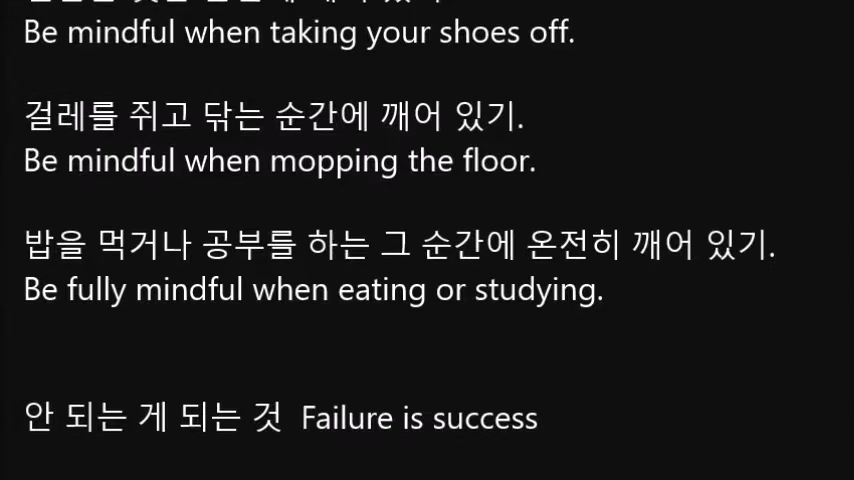 Be mindful when taking your shoes off.
걸레를 쥐고 닦는 순간에 깨어 있기.
Be mindful when mopping the floor.
밥을 먹거나 공부를 하는 그 순간에 온전히 깨어 있기.
Be fully mindful when eating or studying.
안 되는 게 되는 것 Failure is success